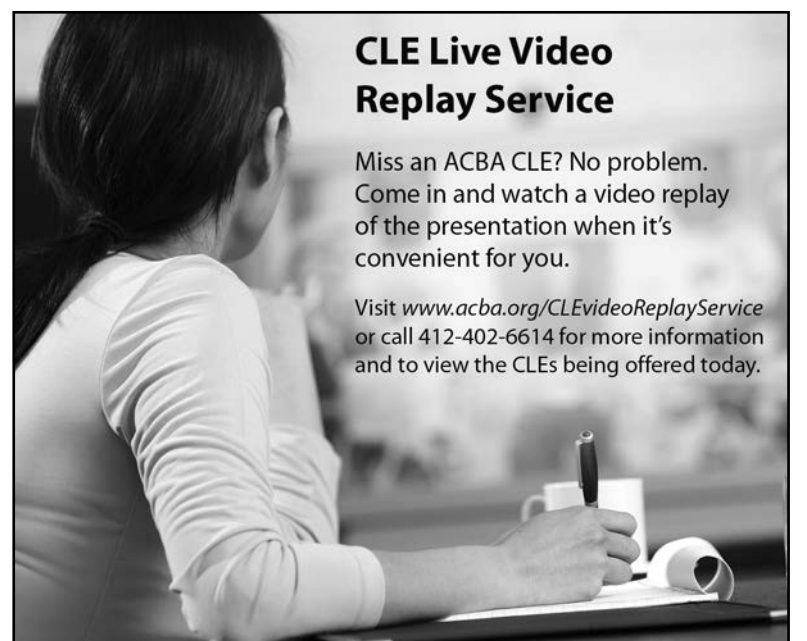 CLE Live Video
Replay Service
Miss an ACBA CLE? No problem.
Come in and watch a video replay
of the presentation when it's
convenient for you.
Visit www.acba.org/CLEvideoReplayService
or call 412-402-6614 for more information
and to view the CLEs being offered today.